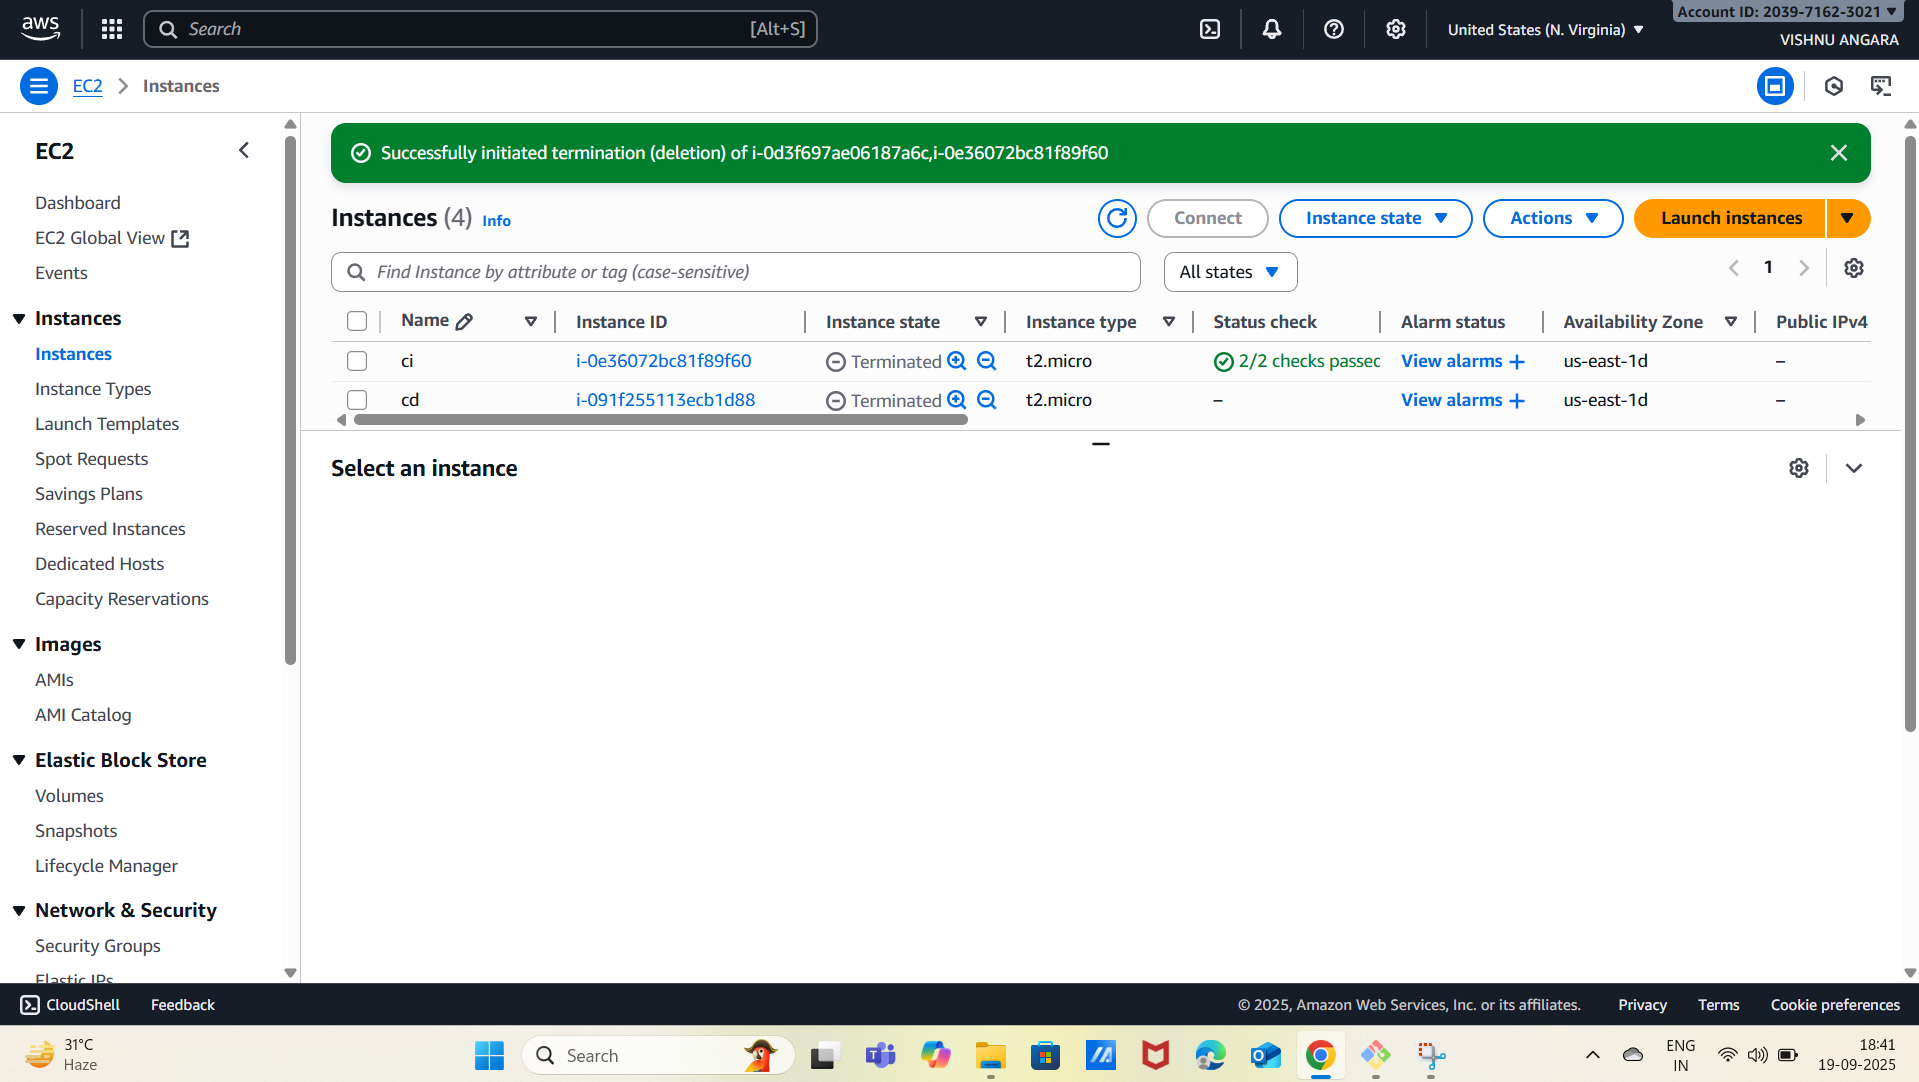 aws
Search
[Alt+S]
United States (N. Virginia)
Account ID: 2039-7162-3021
VISHNU ANGARA
EC2
Instances
EC2
Dashboard
EC2 Global View
Events
Instances
Instances
Instance Types
Launch Templates
Spot Requests
Savings Plans
Reserved Instances
Dedicated Hosts
Capacity Reservations
Images
AMIs
AMI Catalog
Elastic Block Store
Volumes
Snapshots
Lifecycle Manager
Network & Security
Security Groups
Elastic IPs
Successfully initiated termination (deletion) of i-0d3f697ae06187a6c,i-0e36072bc81f89f60
Instances (4) Info
Connect
Instance state
Actions
Launch instances
Find Instance by attribute or tag (case-sensitive)
All states
1
Name Instance ID Instance state Instance type Status check Alarm status Availability Zone Public IPv4
ci i-0e36072bc81f89f60 Terminated t2.micro 2/2 checks passed View alarms + us-east-1d –
cd i-091f255113ecb1d88 Terminated t2.micro – View alarms + us-east-1d –
Select an instance
CloudShell
Feedback
© 2025, Amazon Web Services, Inc. or its affiliates.
Privacy
Terms
Cookie preferences
31°C
Haze
Search
ENG
IN
18:41
19-09-2025